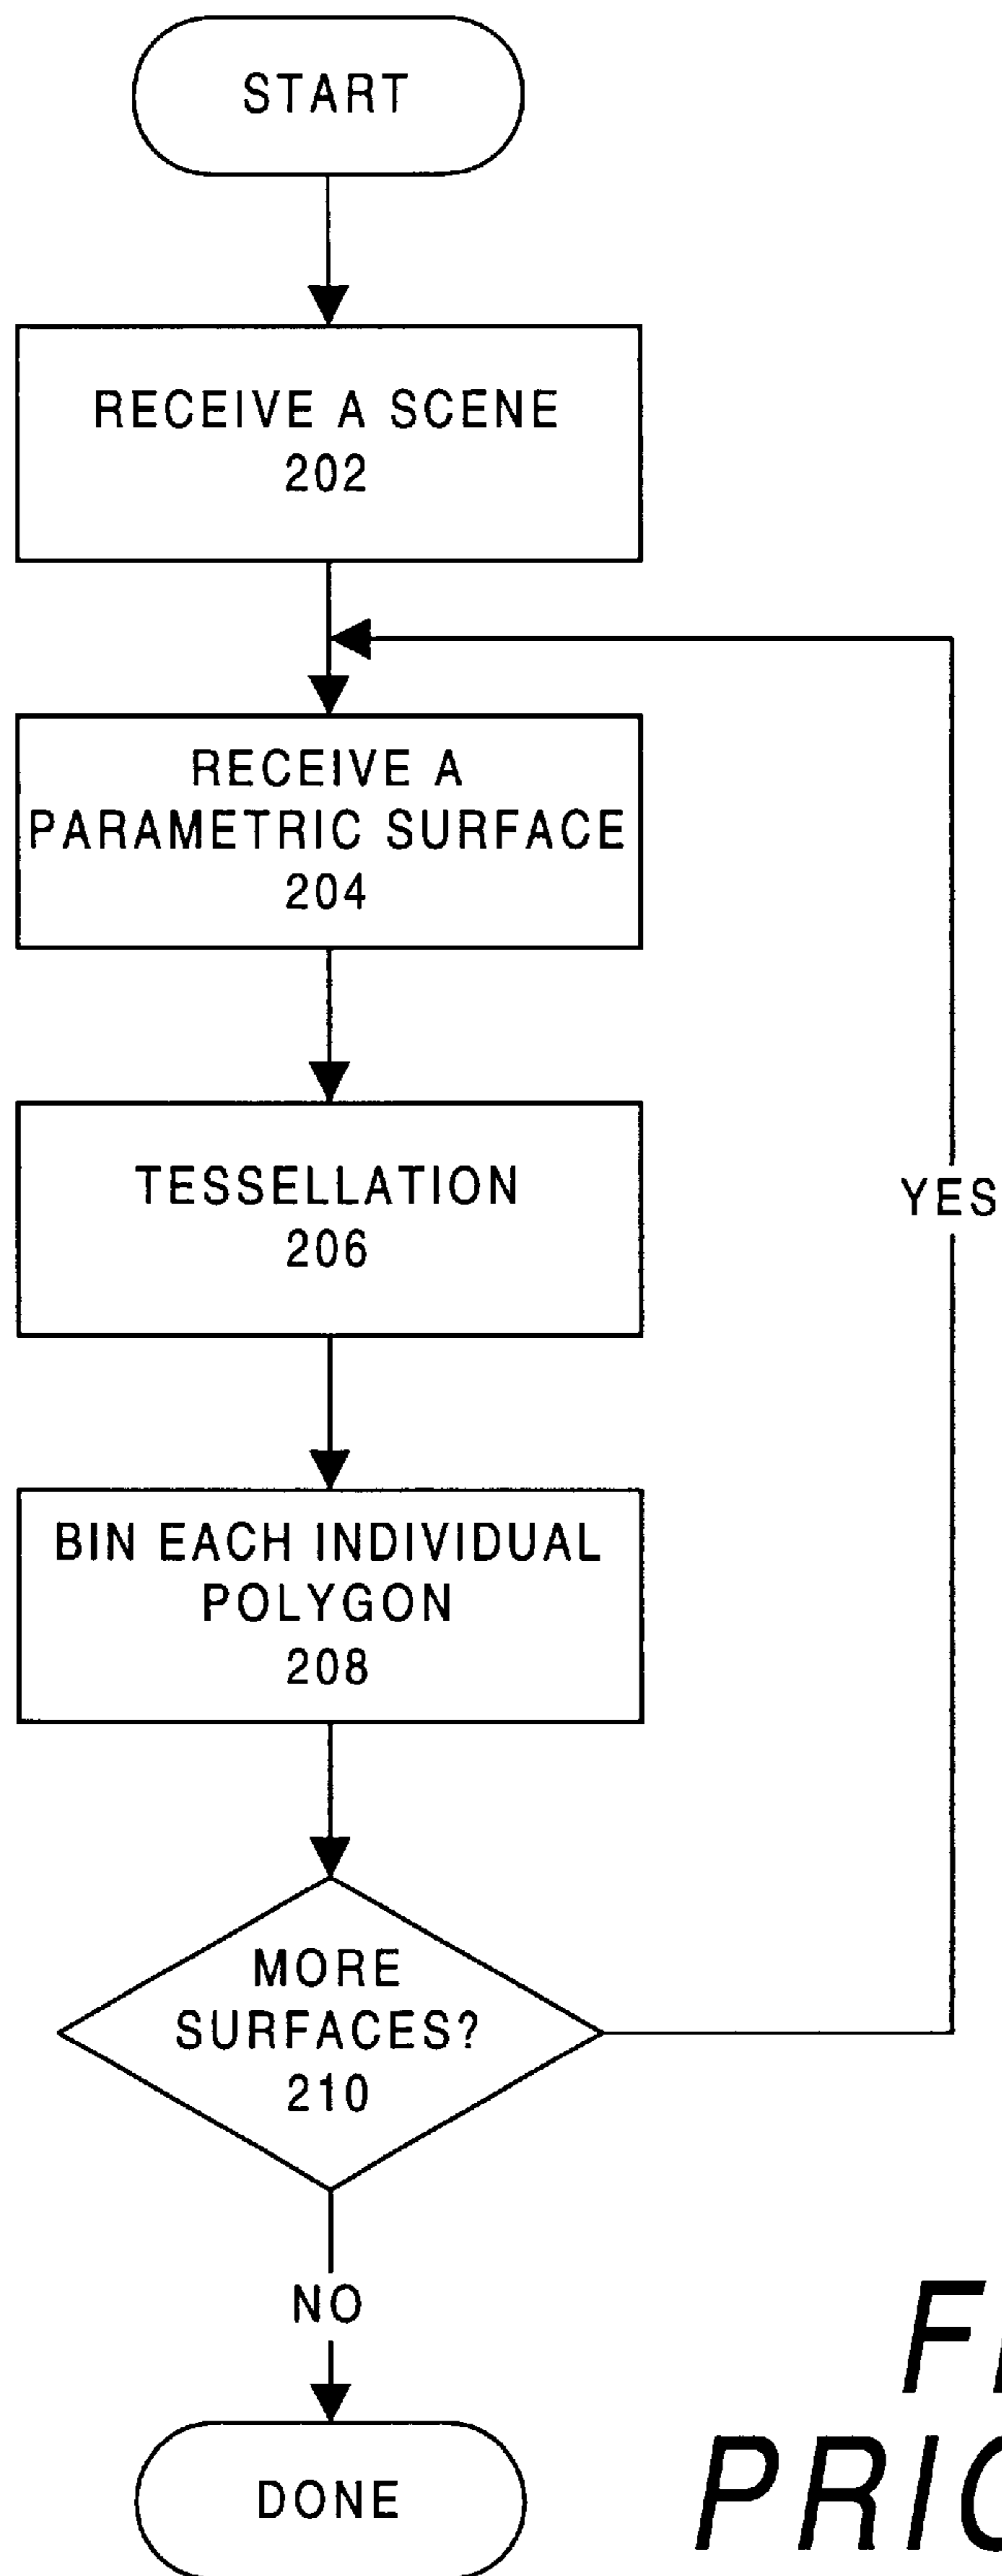 START
RECEIVE A SCENE
202
RECEIVE A
PARAMETRIC SURFACE
204
TESSELLATION
206
YES
BIN EACH INDIVIDUAL
POLYGON
208
MORE
SURFACES?
210
NO
DONE